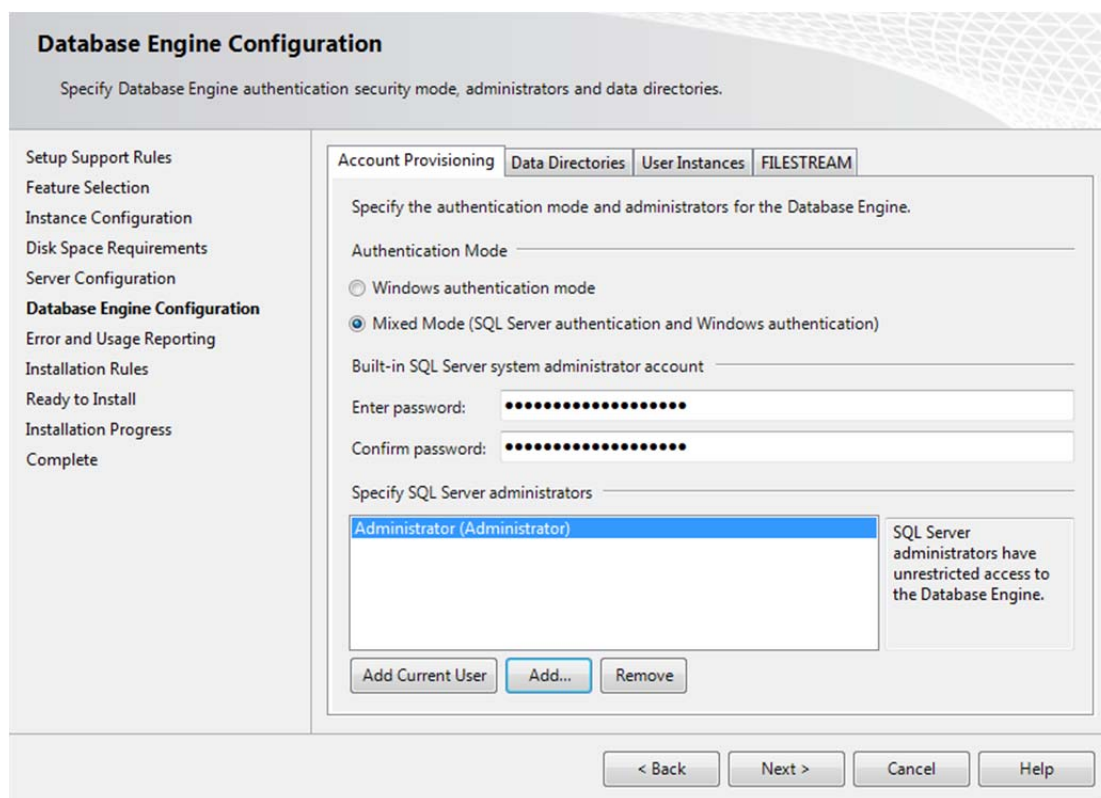 Database Engine Configuration
Specify Database Engine authentication security mode, administrators and data directories.
Setup Support Rules
Feature Selection
Instance Configuration
Disk Space Requirements
Server Configuration
Database Engine Configuration
Error and Usage Reporting
Installation Rules
Ready to Install
Installation Progress
Complete
Account Provisioning Data Directories User Instances FILESTREAM
Specify the authentication mode and administrators for the Database Engine.
Authentication Mode
Windows authentication mode
Mixed Mode (SQL Server authentication and Windows authentication)
Built-in SQL Server system administrator account
Enter password: •••••••••••••••••••
Confirm password: •••••••••••••••••••
Specify SQL Server administrators
Administrator (Administrator)
SQL Server
administrators have
unrestricted access to
the Database Engine.
Add Current User Add... Remove
< Back Next > Cancel Help